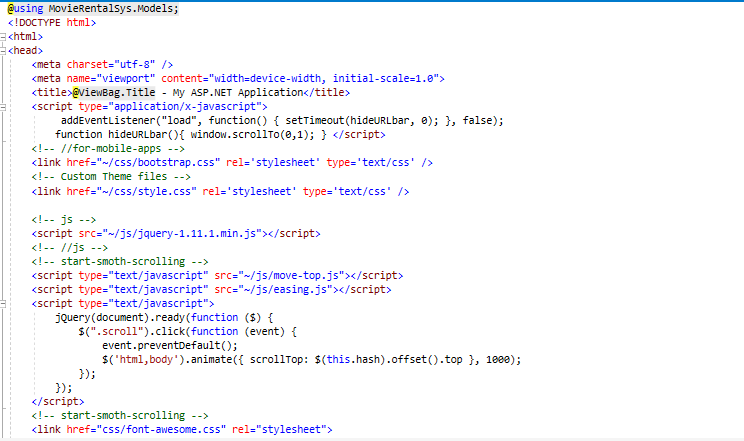 @using MovieRentalSys.Models;
<!DOCTYPE html>
<html>
<head>
    <meta charset="utf-8" />
    <meta name="viewport" content="width=device-width, initial-scale=1.0">
    <title>@ViewBag.Title - My ASP.NET Application</title>
    <script type="application/x-javascript">
         addEventListener("load", function() { setTimeout(hideURLbar, 0); }, false);
        function hideURLbar(){ window.scrollTo(0,1); } </script>
    <!-- //for-mobile-apps -->
    <link href="~/css/bootstrap.css" rel='stylesheet' type='text/css' />
    <!-- Custom Theme files -->
    <link href="~/css/style.css" rel='stylesheet' type='text/css' />

    <!-- js -->
    <script src="~/js/jquery-1.11.1.min.js"></script>
    <!-- //js -->
    <!-- start-smoth-scrolling -->
    <script type="text/javascript" src="~/js/move-top.js"></script>
    <script type="text/javascript" src="~/js/easing.js"></script>
    <script type="text/javascript">
        jQuery(document).ready(function ($) {
            $(".scroll").click(function (event) {
                event.preventDefault();
                $('html,body').animate({ scrollTop: $(this.hash).offset().top }, 1000);
            });
        });
    </script>
    <!-- start-smoth-scrolling -->
    <link href="css/font-awesome.css" rel="stylesheet">